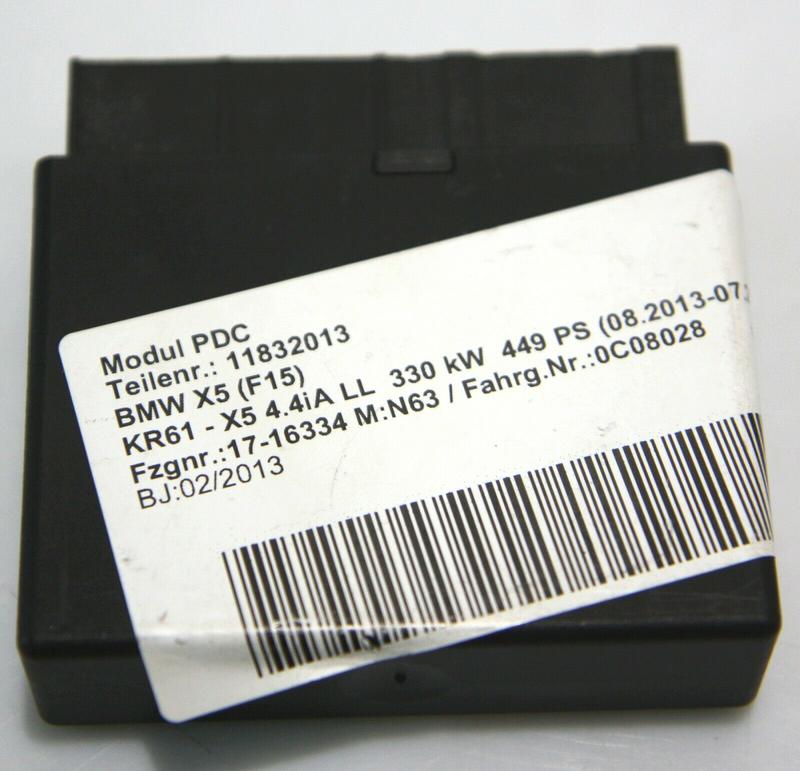 Modul PDC
Teilenr.: 11832013
BMW X5 (F15)
KR61 - X5 4.4iA LL 330 kW 449 PS (08.2013-07.
Fzgnr.:17-16334 M:N63 / Fahrg.Nr.:0C08028
BJ:02/2013